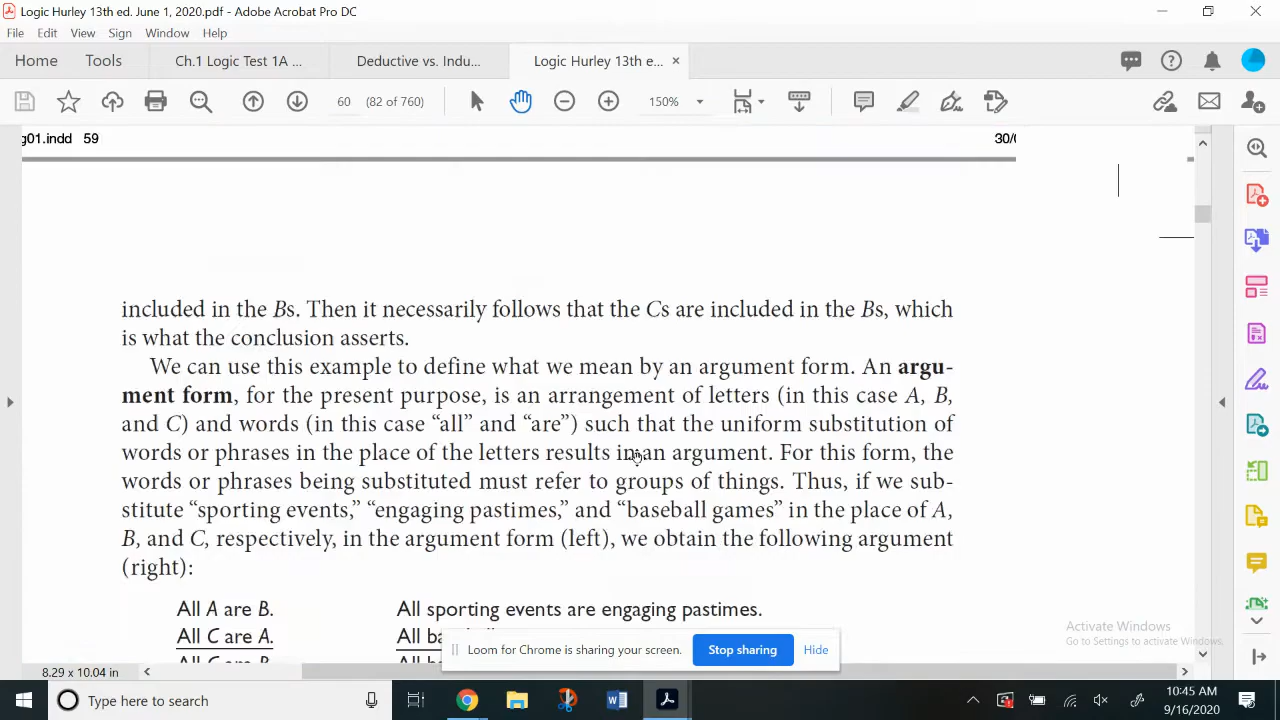 Logic Hurley 13th ed. June 1, 2020.pdf - Adobe Acrobat Pro DC
File Edit View Sign Window Help
Home Tools Ch.1 Logic Test 1A ... Deductive vs. Indu... Logic Hurley 13th e... ×
60 (82 of 760) 150%
g01.indd 59 30/
included in the Bs. Then it necessarily follows that the Cs are included in the Bs, which
is what the conclusion asserts.
We can use this example to define what we mean by an argument form. An argu-
ment form, for the present purpose, is an arrangement of letters (in this case A, B,
and C) and words (in this case “all” and “are”) such that the uniform substitution of
words or phrases in the place of the letters results in an argument. For this form, the
words or phrases being substituted must refer to groups of things. Thus, if we sub-
stitute “sporting events,” “engaging pastimes,” and “baseball games” in the place of A,
B, and C, respectively, in the argument form (left), we obtain the following argument
(right):
All A are B. All sporting events are engaging pastimes.
All C are A. All ba
Loom for Chrome is sharing your screen. Stop sharing Hide
Activate Windows
Go to Settings to activate Windows.
8.29 x 10.04 in
Type here to search
10:45 AM
9/16/2020